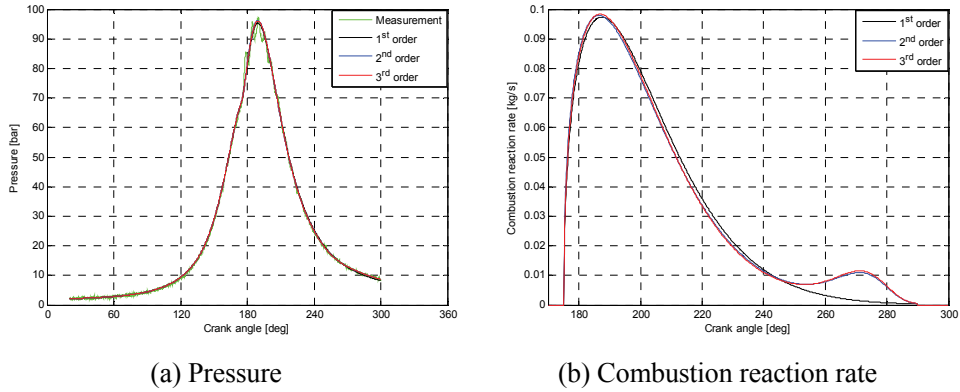 Measurement
1st order
2nd order
3rd order
Pressure [bar]
100
90
80
70
60
50
40
30
20
10
0
0 60 120 180 240 300 360
Crank angle [deg]
(a) Pressure
1st order
2nd order
3rd order
Combustion reaction rate [kg/s]
0.1
0.09
0.08
0.07
0.06
0.05
0.04
0.03
0.02
0.01
0
180 200 220 240 260 280 300
170
Crank angle [deg]
(b) Combustion reaction rate